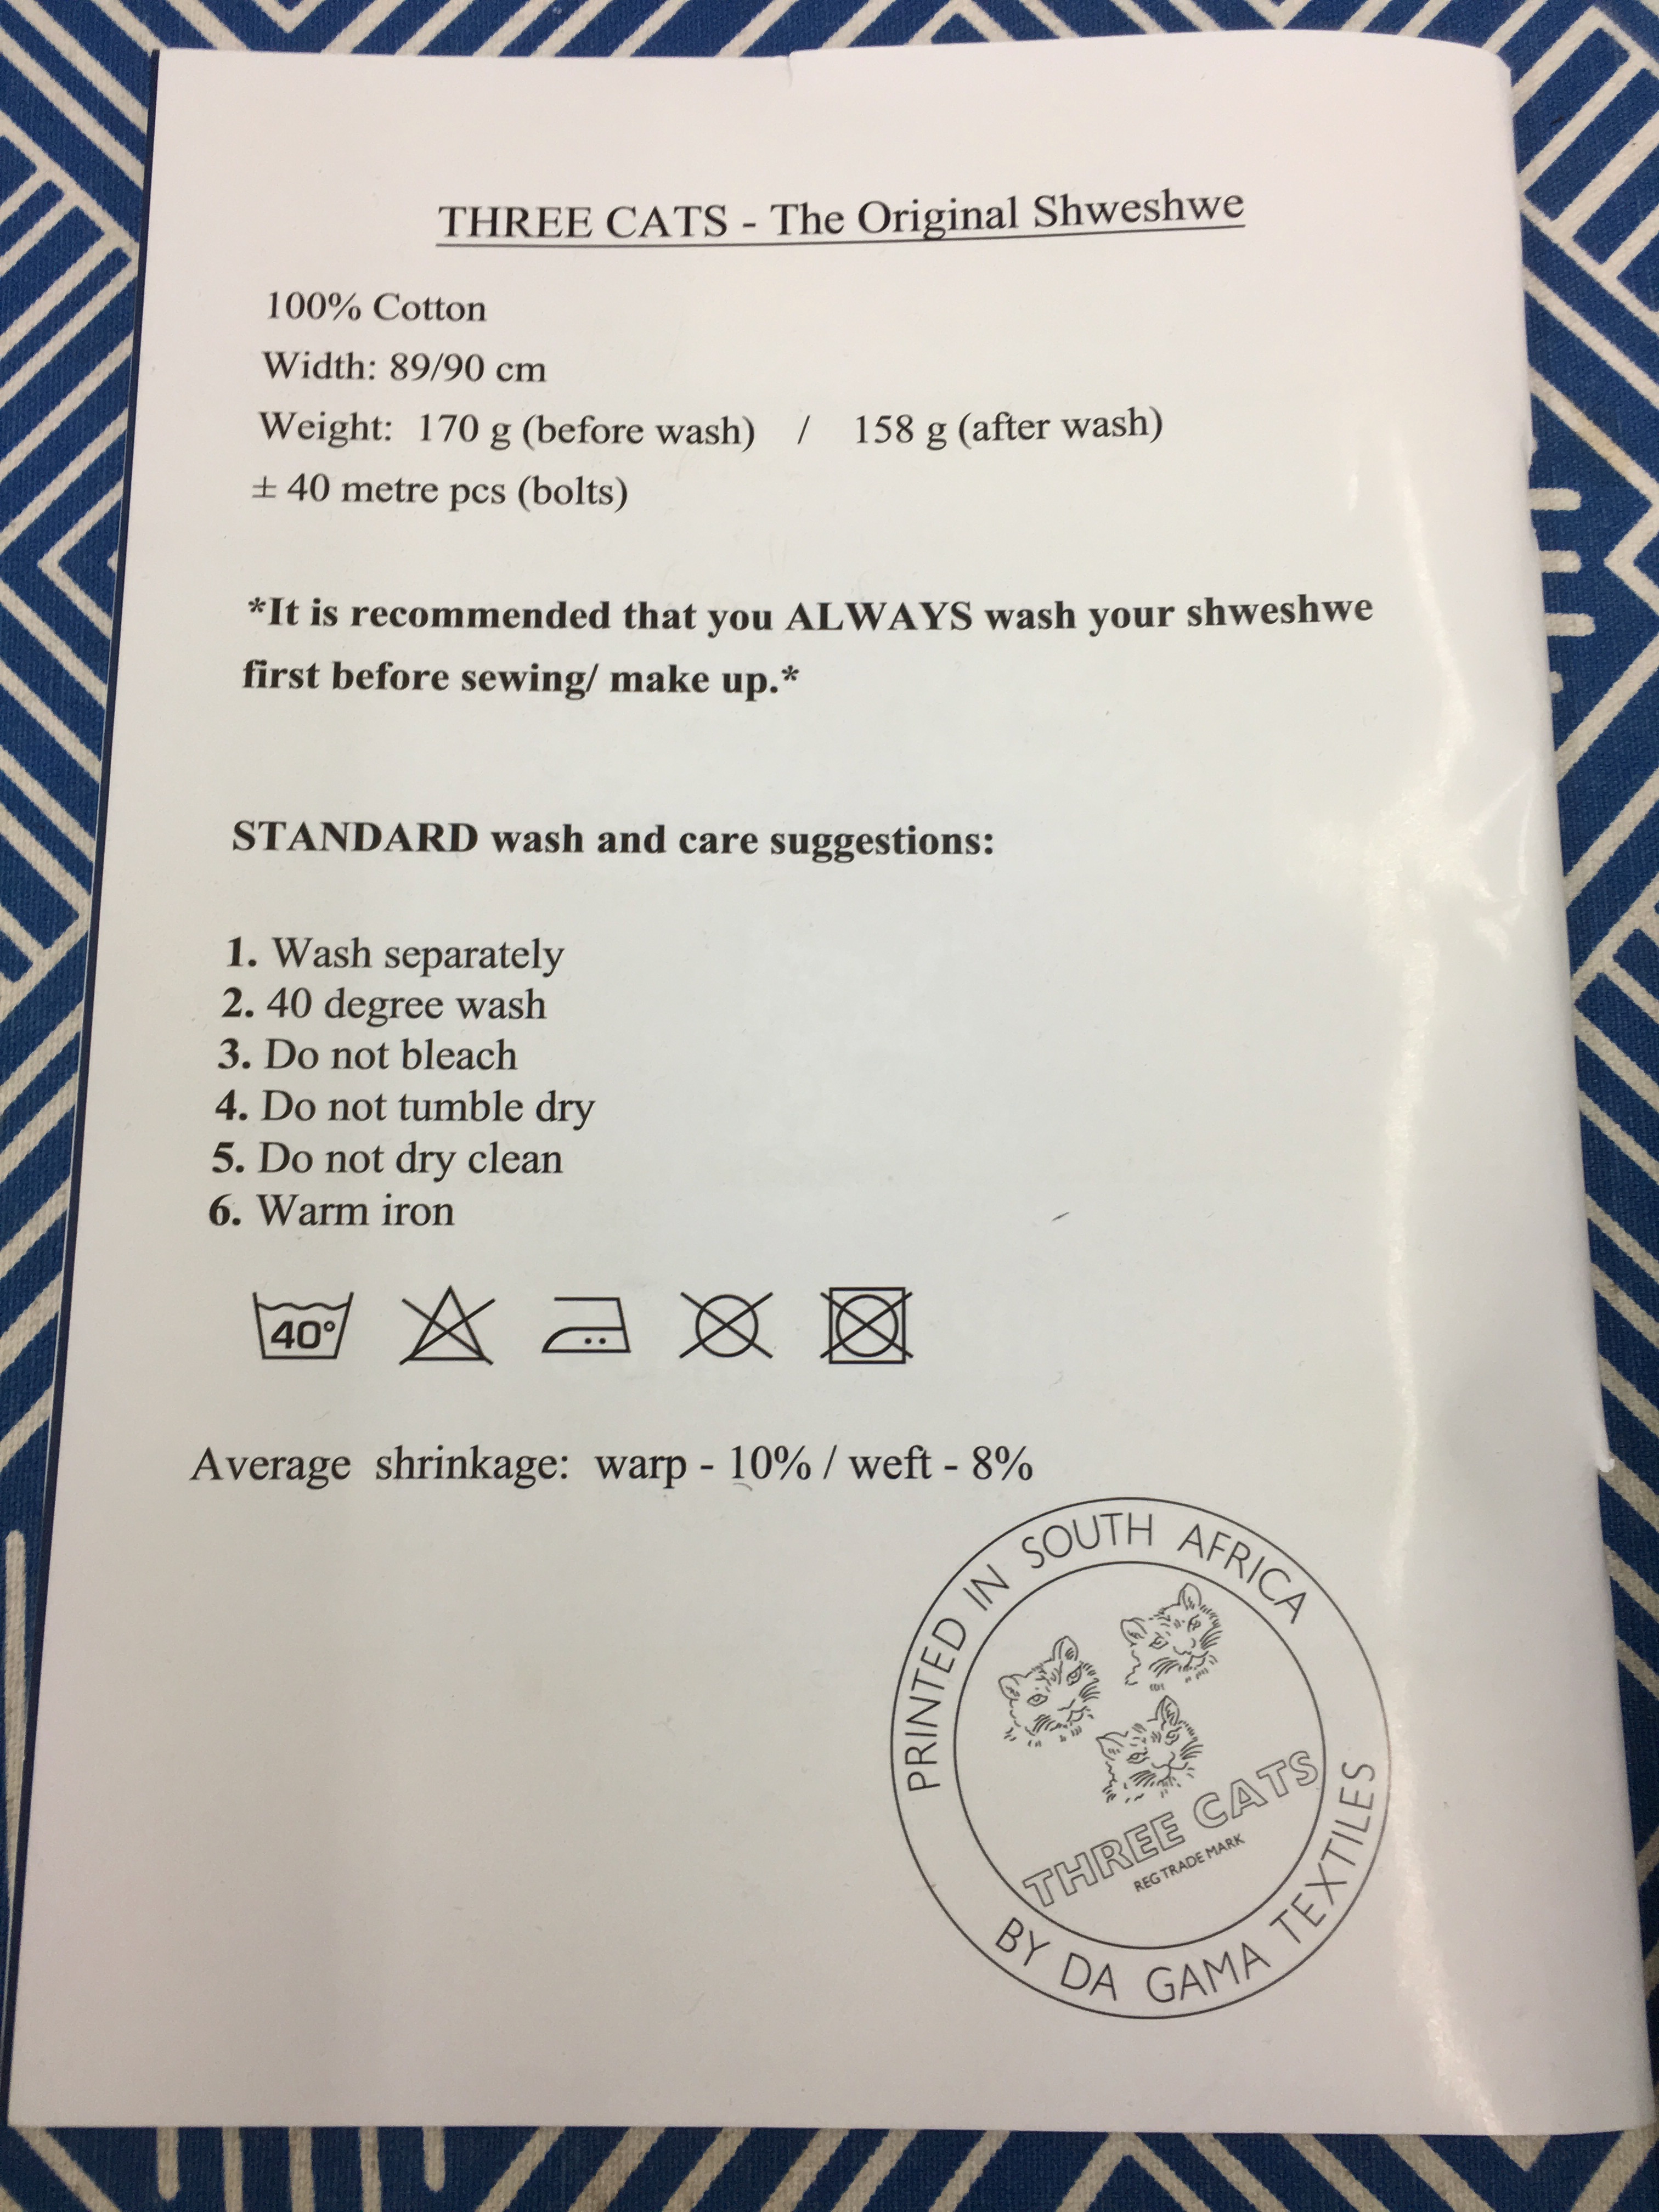 THREE CATS - The Original Shweshwe
100% Cotton
Width: 89/90 cm
Weight: 170 g (before wash) / 158 g (after wash)
± 40 metre pcs (bolts)
*It is recommended that you ALWAYS wash your shweshwe
first before sewing/ make up.*
STANDARD wash and care suggestions:
1. Wash separately
2. 40 degree wash
3. Do not bleach
4. Do not tumble dry
5. Do not dry clean
6. Warm iron
40°
Average shrinkage: warp - 10% / weft - 8%
PRINTED IN SOUTH AFRICA
THREE CATS
REG TRADE MARK
BY DA GAMA TEXTILES